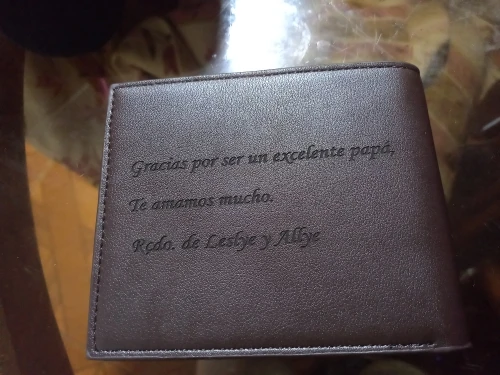 Gracias por ser un excelente papá,
Te amamos mucho.
Rcdo. de Leslye y Allye